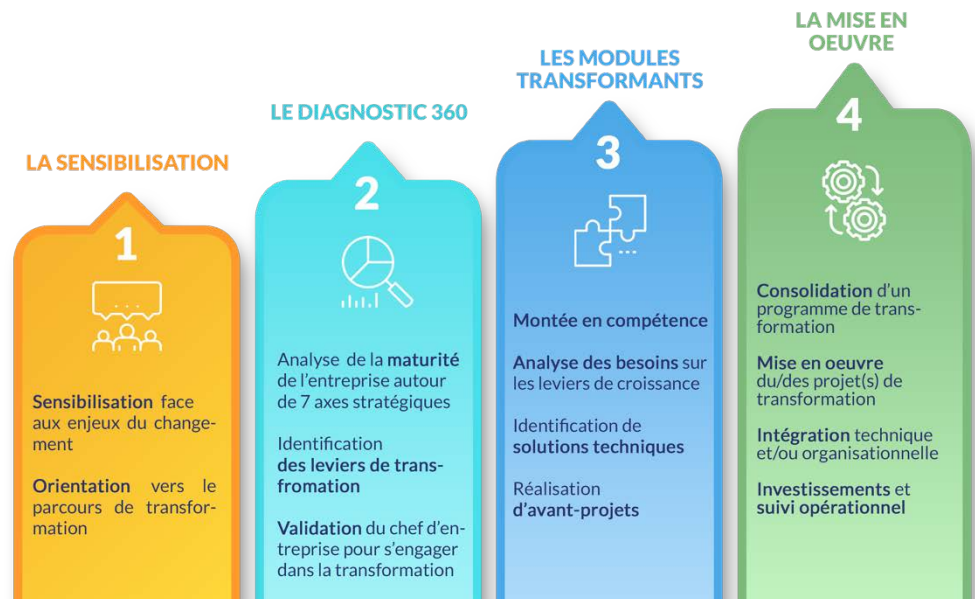 LA SENSIBILISATION
1
Sensibilisation face
aux enjeux du change-
ment
Orientation vers le
parcours de transfor-
mation
LE DIAGNOSTIC 360
2
Analyse de la maturité
de l'entreprise autour
de 7 axes stratégiques
Identification
des leviers de trans-
fromation
Validation du chef d'en-
treprise pour s'engager
dans la transformation
LES MODULES
TRANSFORMANTS
3
Montée en compétence
Analyse des besoins sur
les leviers de croissance
Identification de
solutions techniques
Réalisation
d'avant-projets
LA MISE EN
OEUVRE
4
Consolidation d'un
programme de trans-
formation
Mise en oeuvre
du/des projet(s) de
transformation
Intégration technique
et/ou organisationnelle
Investissements et
suivi opérationnel